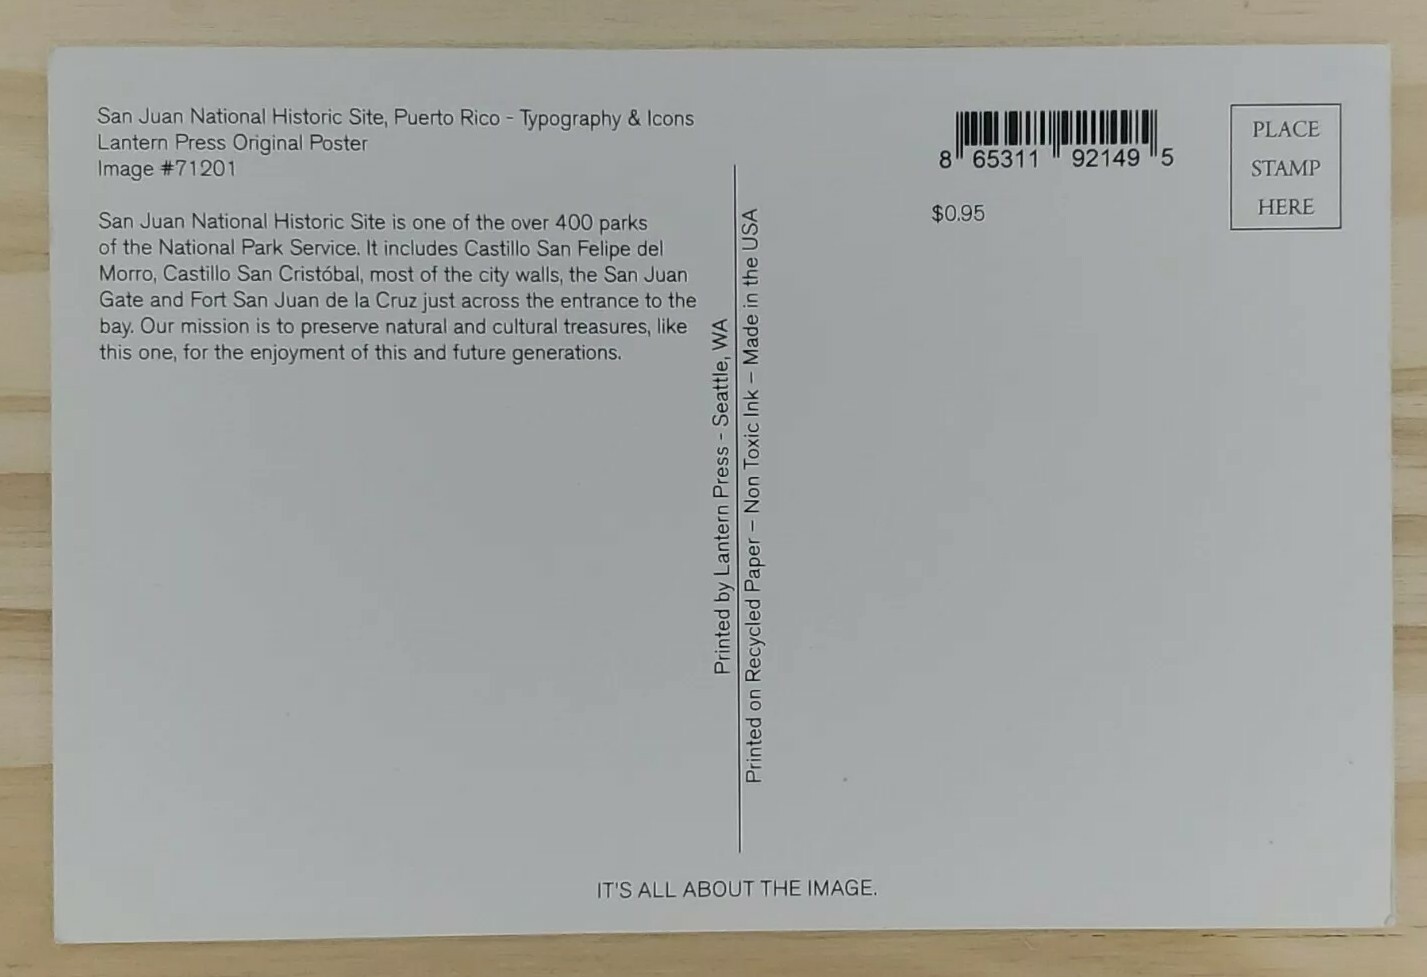 San Juan National Historic Site, Puerto Rico - Typography & Icons
Lantern Press Original Poster
Image #71201
San Juan National Historic Site is one of the over 400 parks
of the National Park Service. It includes Castillo San Felipe del
Morro, Castillo San Cristóbal, most of the city walls, the San Juan
Gate and Fort San Juan de la Cruz just across the entrance to the
bay. Our mission is to preserve natural and cultural treasures, like
this one, for the enjoyment of this and future generations.
Printed by Lantern Press - Seattle, WA
Printed on Recycled Paper – Non Toxic Ink – Made in the USA
8 65311 92149 5
$0.95
PLACE
STAMP
HERE
IT'S ALL ABOUT THE IMAGE.